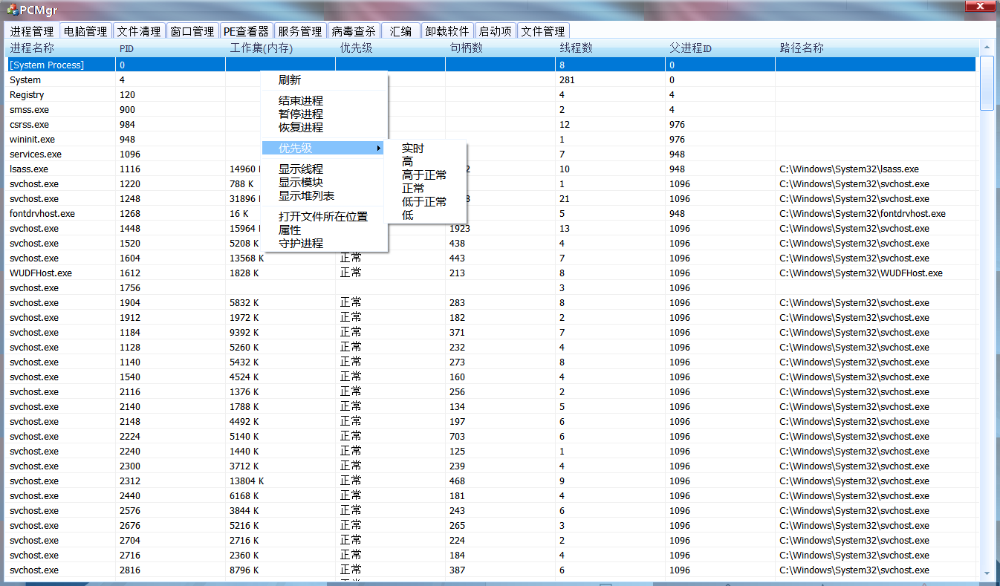 PCMgr
进程管理 电脑管理 文件清理 窗口管理 PE查看器 服务管理 病毒查杀 汇编 卸载软件 启动项 文件管理
进程名称 PID 工作集(内存) 优先级 句柄数 线程数 父进程ID 路径名称
[System Process] 0 8 0
System 4 刷新 281 0
Registry 120 结束进程 4 4
smss.exe 900 暂停进程 2 4
csrss.exe 984 恢复进程 12 976
wininit.exe 948 优先级 1 976
services.exe 1096 实时 7 948
高
lsass.exe 1116 14960 显示线程 2 10 948 C:\Windows\System32\lsass.exe
高于正常
svchost.exe 1220 788 K 显示模块 正常 1 1096 C:\Windows\System32\svchost.exe
svchost.exe 1248 31896 显示堆列表 低于正常 8 21 1096 C:\Windows\System32\svchost.exe
fontdrvhost.exe 1268 16 K 打开文件所在位置 低 5 948 C:\Windows\System32\fontdrvhost.exe
svchost.exe 1448 15964 属性 1923 13 1096 C:\Windows\System32\svchost.exe
svchost.exe 1520 5208 K 守护进程 438 4 1096 C:\Windows\System32\svchost.exe
svchost.exe 1604 13568 K 正常 443 7 1096 C:\Windows\System32\svchost.exe
WUDFHost.exe 1612 1828 K 正常 213 8 1096 C:\Windows\System32\WUDFHost.exe
svchost.exe 1756 3 1096
svchost.exe 1904 5832 K 正常 283 8 1096 C:\Windows\System32\svchost.exe
svchost.exe 1912 1972 K 正常 182 2 1096 C:\Windows\System32\svchost.exe
svchost.exe 1184 9392 K 正常 371 7 1096 C:\Windows\System32\svchost.exe
svchost.exe 1128 5260 K 正常 232 4 1096 C:\Windows\System32\svchost.exe
svchost.exe 1140 5432 K 正常 273 8 1096 C:\Windows\System32\svchost.exe
svchost.exe 1540 4524 K 正常 160 4 1096 C:\Windows\System32\svchost.exe
svchost.exe 2116 1376 K 正常 256 2 1096 C:\Windows\System32\svchost.exe
svchost.exe 2140 1788 K 正常 134 5 1096 C:\Windows\System32\svchost.exe
svchost.exe 2148 4492 K 正常 197 6 1096 C:\Windows\System32\svchost.exe
svchost.exe 2224 5140 K 正常 703 6 1096 C:\Windows\System32\svchost.exe
svchost.exe 2240 1440 K 正常 125 1 1096 C:\Windows\System32\svchost.exe
svchost.exe 2300 3712 K 正常 239 4 1096 C:\Windows\System32\svchost.exe
svchost.exe 2312 13804 K 正常 468 9 1096 C:\Windows\System32\svchost.exe
svchost.exe 2440 6168 K 正常 181 4 1096 C:\Windows\System32\svchost.exe
svchost.exe 2576 3844 K 正常 243 6 1096 C:\Windows\System32\svchost.exe
svchost.exe 2676 5216 K 正常 265 3 1096 C:\Windows\System32\svchost.exe
svchost.exe 2704 2716 K 正常 224 2 1096 C:\Windows\System32\svchost.exe
svchost.exe 2716 2360 K 正常 184 4 1096 C:\Windows\System32\svchost.exe
svchost.exe 2816 8796 K 正常 387 6 1096 C:\Windows\System32\svchost.exe